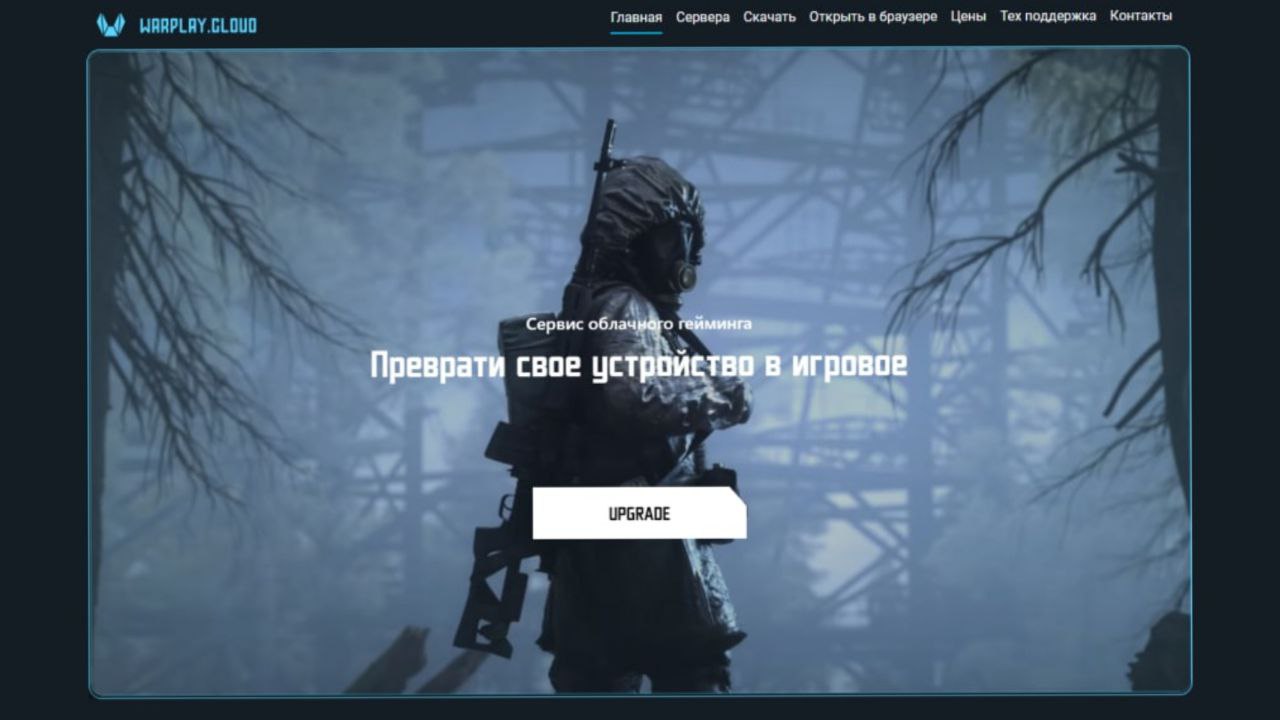 WARPLAY.CLOUD
Главная Сервера Скачать Открыть в браузере Цены Тех поддержка Контакты
Сервис облачного гейминга
Преврати свое устройство в игровое
UPGRADE